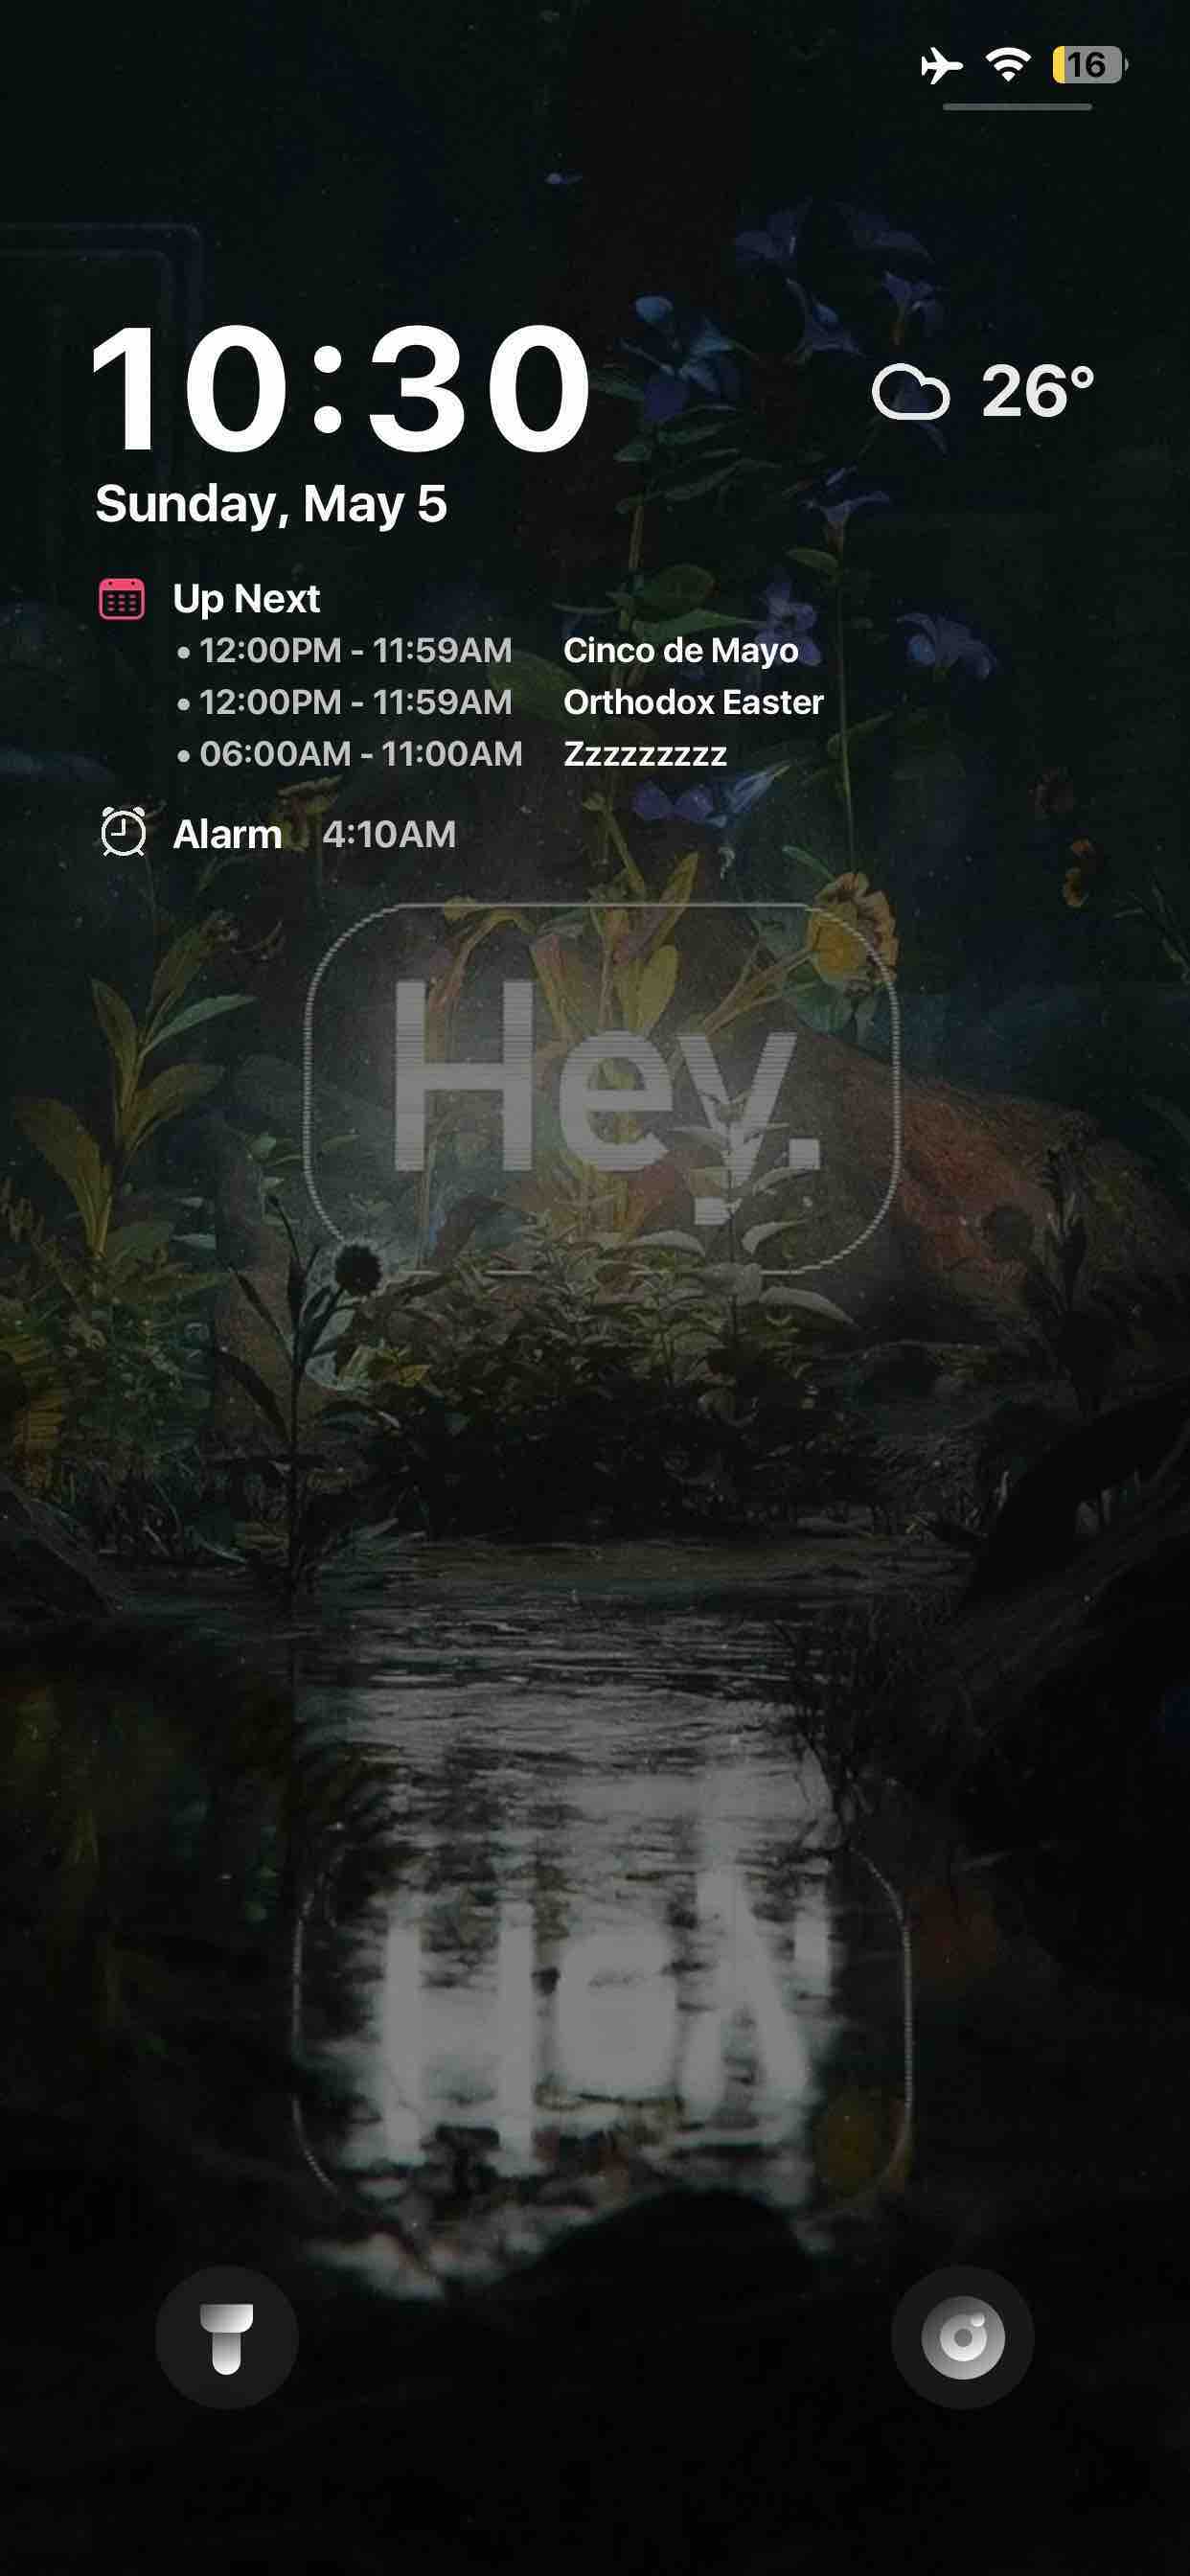 16
10:30
26°
Sunday, May 5
Up Next
• 12:00PM - 11:59AM Cinco de Mayo
• 12:00PM - 11:59AM Orthodox Easter
• 06:00AM - 11:00AM Zzzzzzzzz
Alarm 4:10AM
Hey.